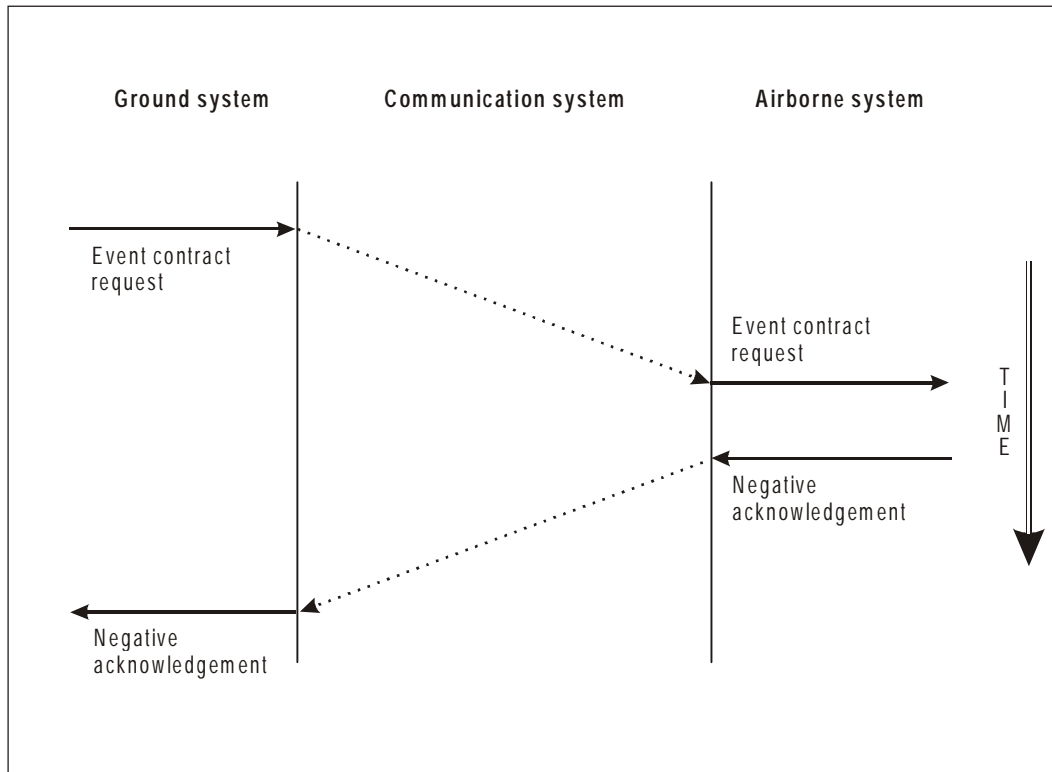 Ground system
Communication system
Airborne system
Event contract
request
Event contract
request
T
I
M
E
Negative
acknowledgement
Negative
acknowledgement